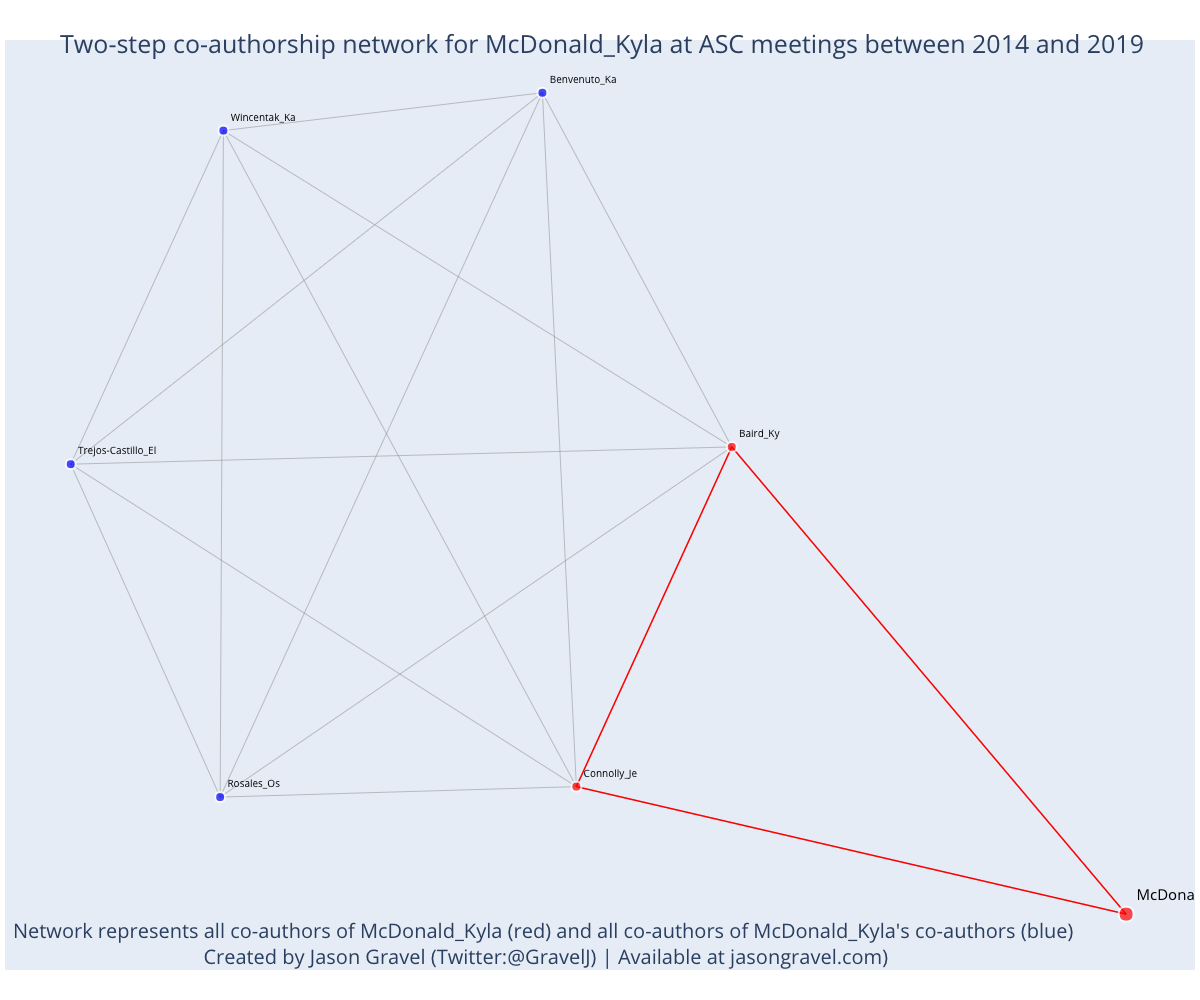 Two-step co-authorship network for McDonald_Kyla at ASC meetings between 2014 and 2019
Benvenuto_Ka
Wincentak_Ka
Baird_Ky
Trejos-Castillo_El
Connolly_Je
Rosales_Os
McDona
Network represents all co-authors of McDonald_Kyla (red) and all co-authors of McDonald_Kyla's co-authors (blue)
Created by Jason Gravel (Twitter:@GravelJ) | Available at jasongravel.com)